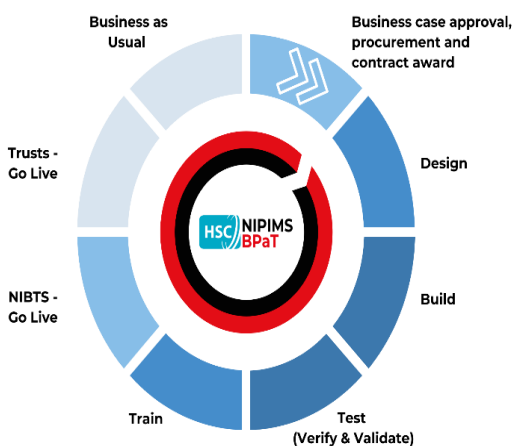 Business as
Usual
Business case approval,
procurement and
contract award
Trusts -
Go Live
Design
HSC NIPIMS
BPaT
NIBTS -
Go Live
Build
Train
Test
(Verify & Validate)